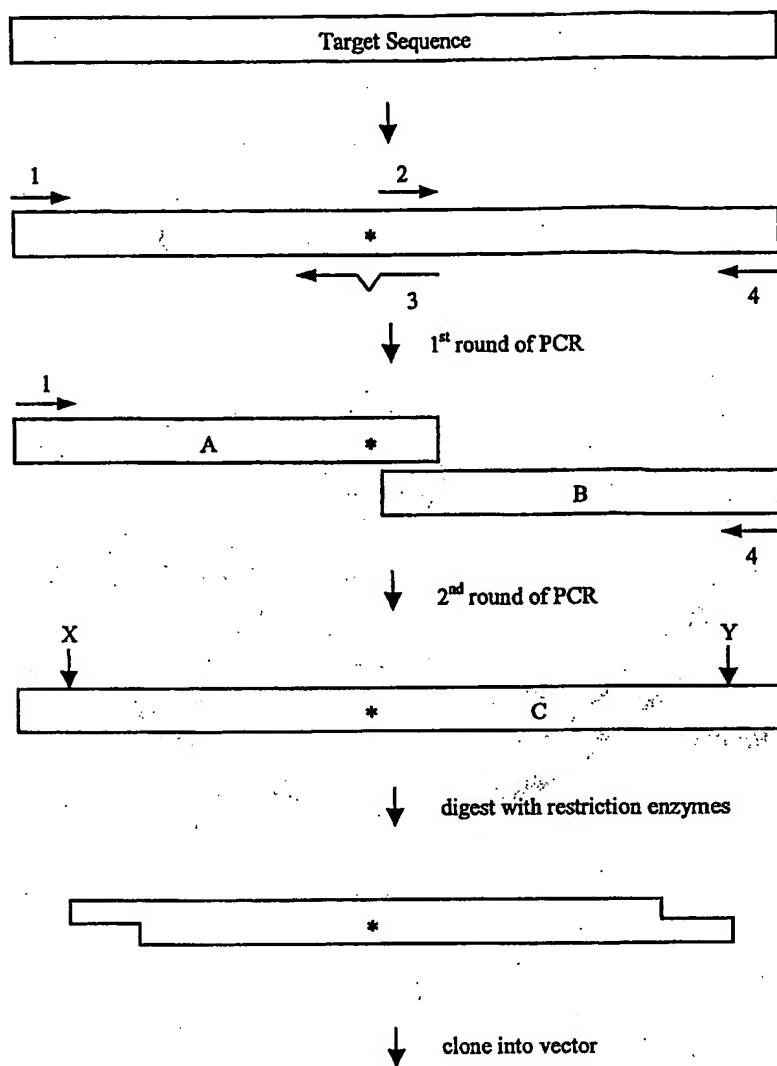 Target Sequence
1 2
*
3 4
1st round of PCR
1
A *
B
4
2nd round of PCR
X Y
* C
digest with restriction enzymes
*
clone into vector